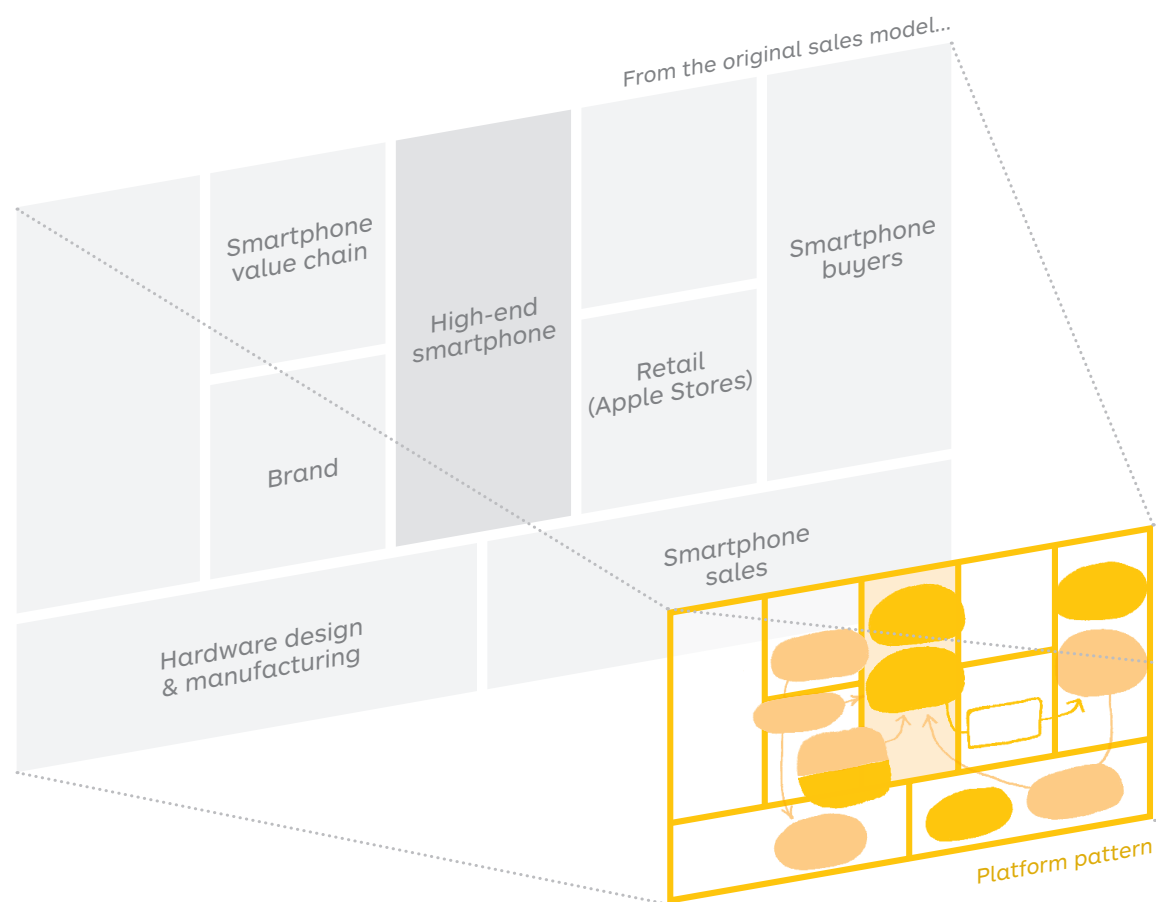 From the original sales model...
Smartphone
value chain
High-end
smartphone
Smartphone
buyers
Retail
(Apple Stores)
Brand
Smartphone
sales
Hardware design
& manufacturing
Platform pattern